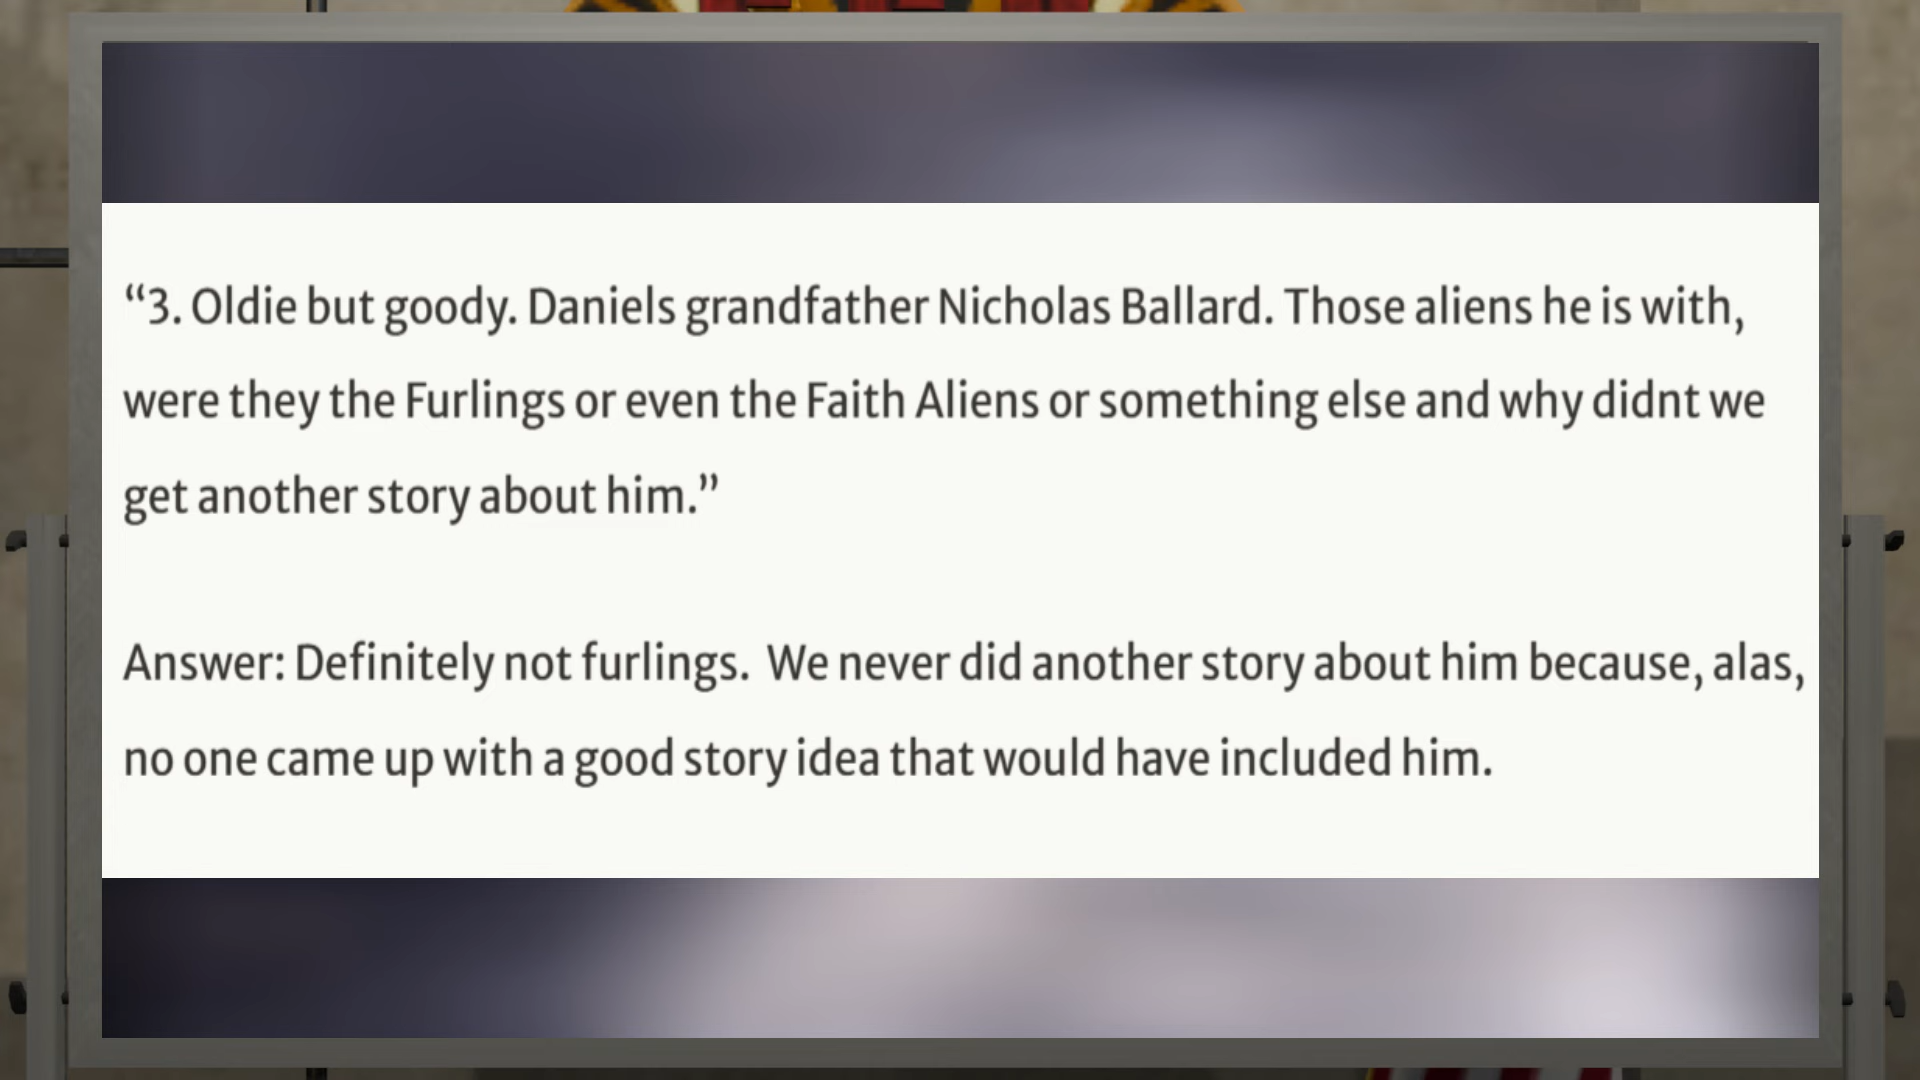 “3. Oldie but goody. Daniels grandfather Nicholas Ballard. Those aliens he is with,
were they the Furlings or even the Faith Aliens or something else and why didnt we
get another story about him.”
Answer: Definitely not furlings.  We never did another story about him because, alas,
no one came up with a good story idea that would have included him.